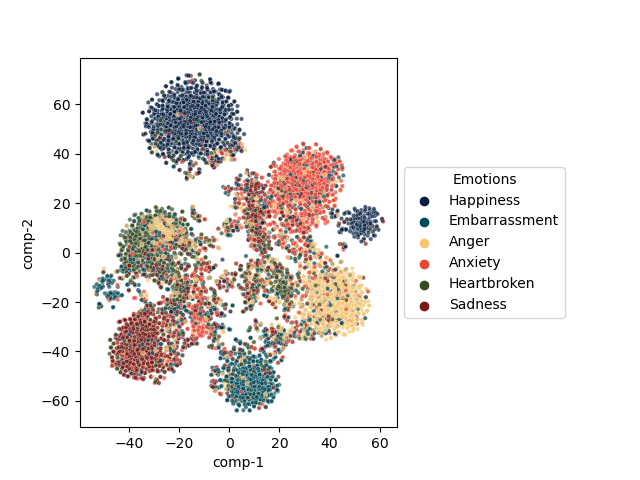 Emotions
Happiness
Embarrassment
Anger
Anxiety
Heartbroken
Sadness
60
40
20
0
−20
−40
−60
comp-2
−40
−20
0
20
40
60
comp-1